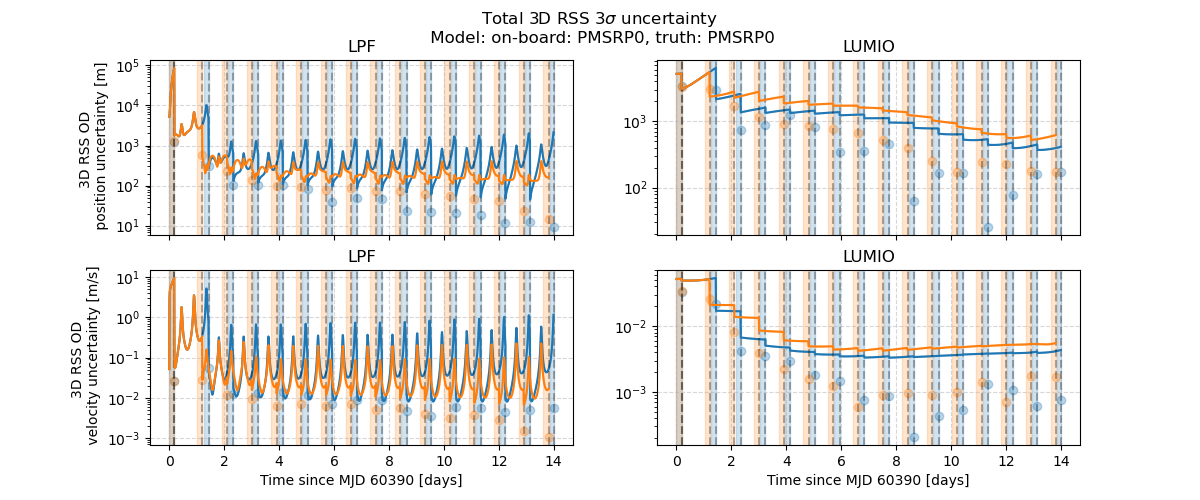 Total 3D RSS 3σ uncertainty
Model: on-board: PMSRP0, truth: PMSRP0
LPF
LUMIO
3D RSS OD
position uncertainty [m]
10^5
10^4
10^3
10^2
10^1
10^3
10^2
LPF
LUMIO
3D RSS OD
velocity uncertainty [m/s]
10^1
10^0
10^−1
10^−2
10^−3
10^−2
10^−3
0 2 4 6 8 10 12 14
0 2 4 6 8 10 12 14
Time since MJD 60390 [days]
Time since MJD 60390 [days]